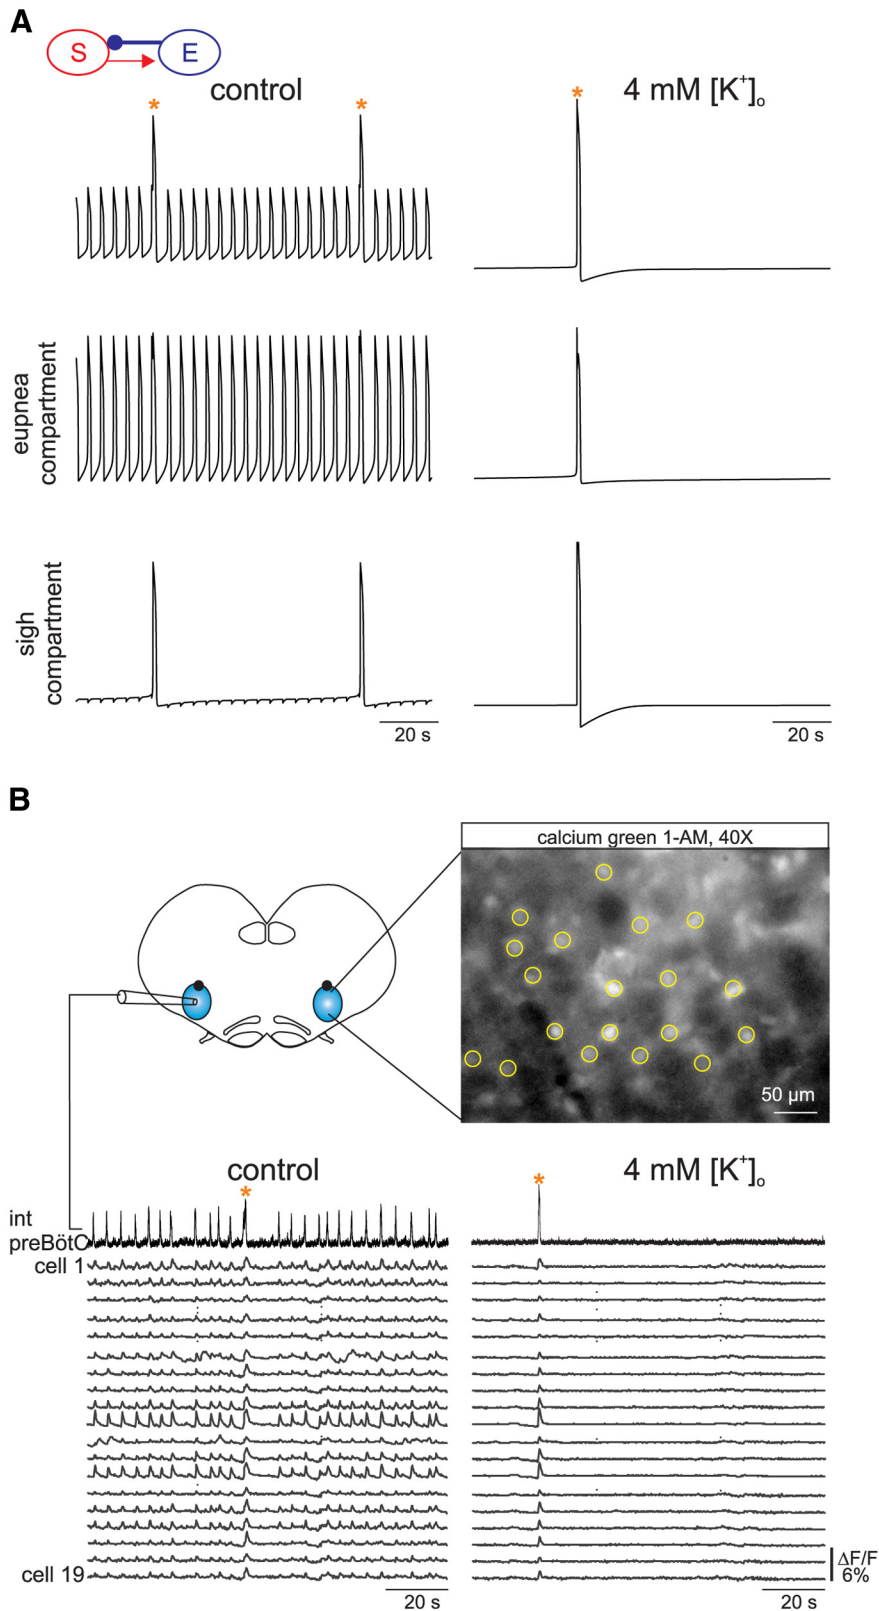 A
S E
control 4 mM [K⁺]ₒ
* * *
eupnea
compartment
sigh
compartment
20 s 20 s
B
calcium green 1-AM, 40X
50 µm
control 4 mM [K⁺]ₒ
* *
int
preBötC
cell 1
cell 19
ΔF/F
6%
20 s 20 s